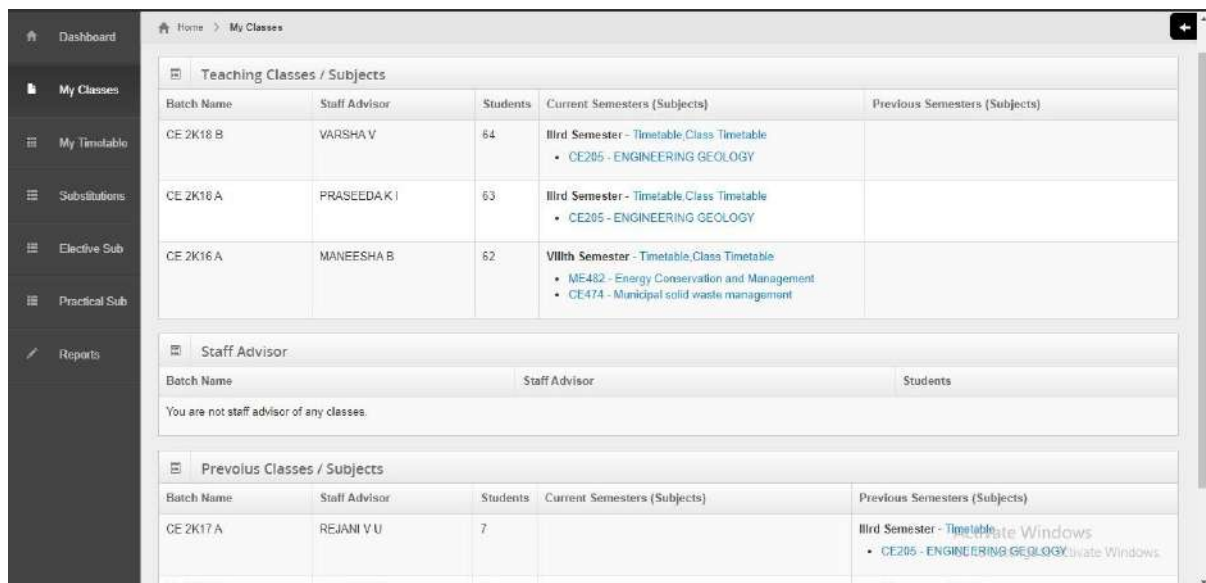 Dashboard
My Classes
My Timetable
Substitutions
Elective Sub
Practical Sub
Reports
Home > My Classes
Teaching Classes / Subjects
Batch Name Staff Advisor Students Current Semesters (Subjects) Previous Semesters (Subjects)
CE 2K18 B VARSHA V 64 IIIrd Semester - Timetable,Class Timetable
• CE205 - ENGINEERING GEOLOGY
CE 2K18 A PRASEEDA K I 63 IIIrd Semester - Timetable,Class Timetable
• CE205 - ENGINEERING GEOLOGY
CE 2K16 A MANEESHA B 62 VIIIth Semester - Timetable,Class Timetable
• ME482 - Energy Conservation and Management
• CE474 - Municipal solid waste management
Staff Advisor
Batch Name Staff Advisor Students
You are not staff advisor of any classes.
Prevoius Classes / Subjects
Batch Name Staff Advisor Students Current Semesters (Subjects) Previous Semesters (Subjects)
CE 2K17 A REJANI V U 7 IIIrd Semester - Timetable
• CE205 - ENGINEERING GEOLOGY
Activate Windows
Activate Windows.